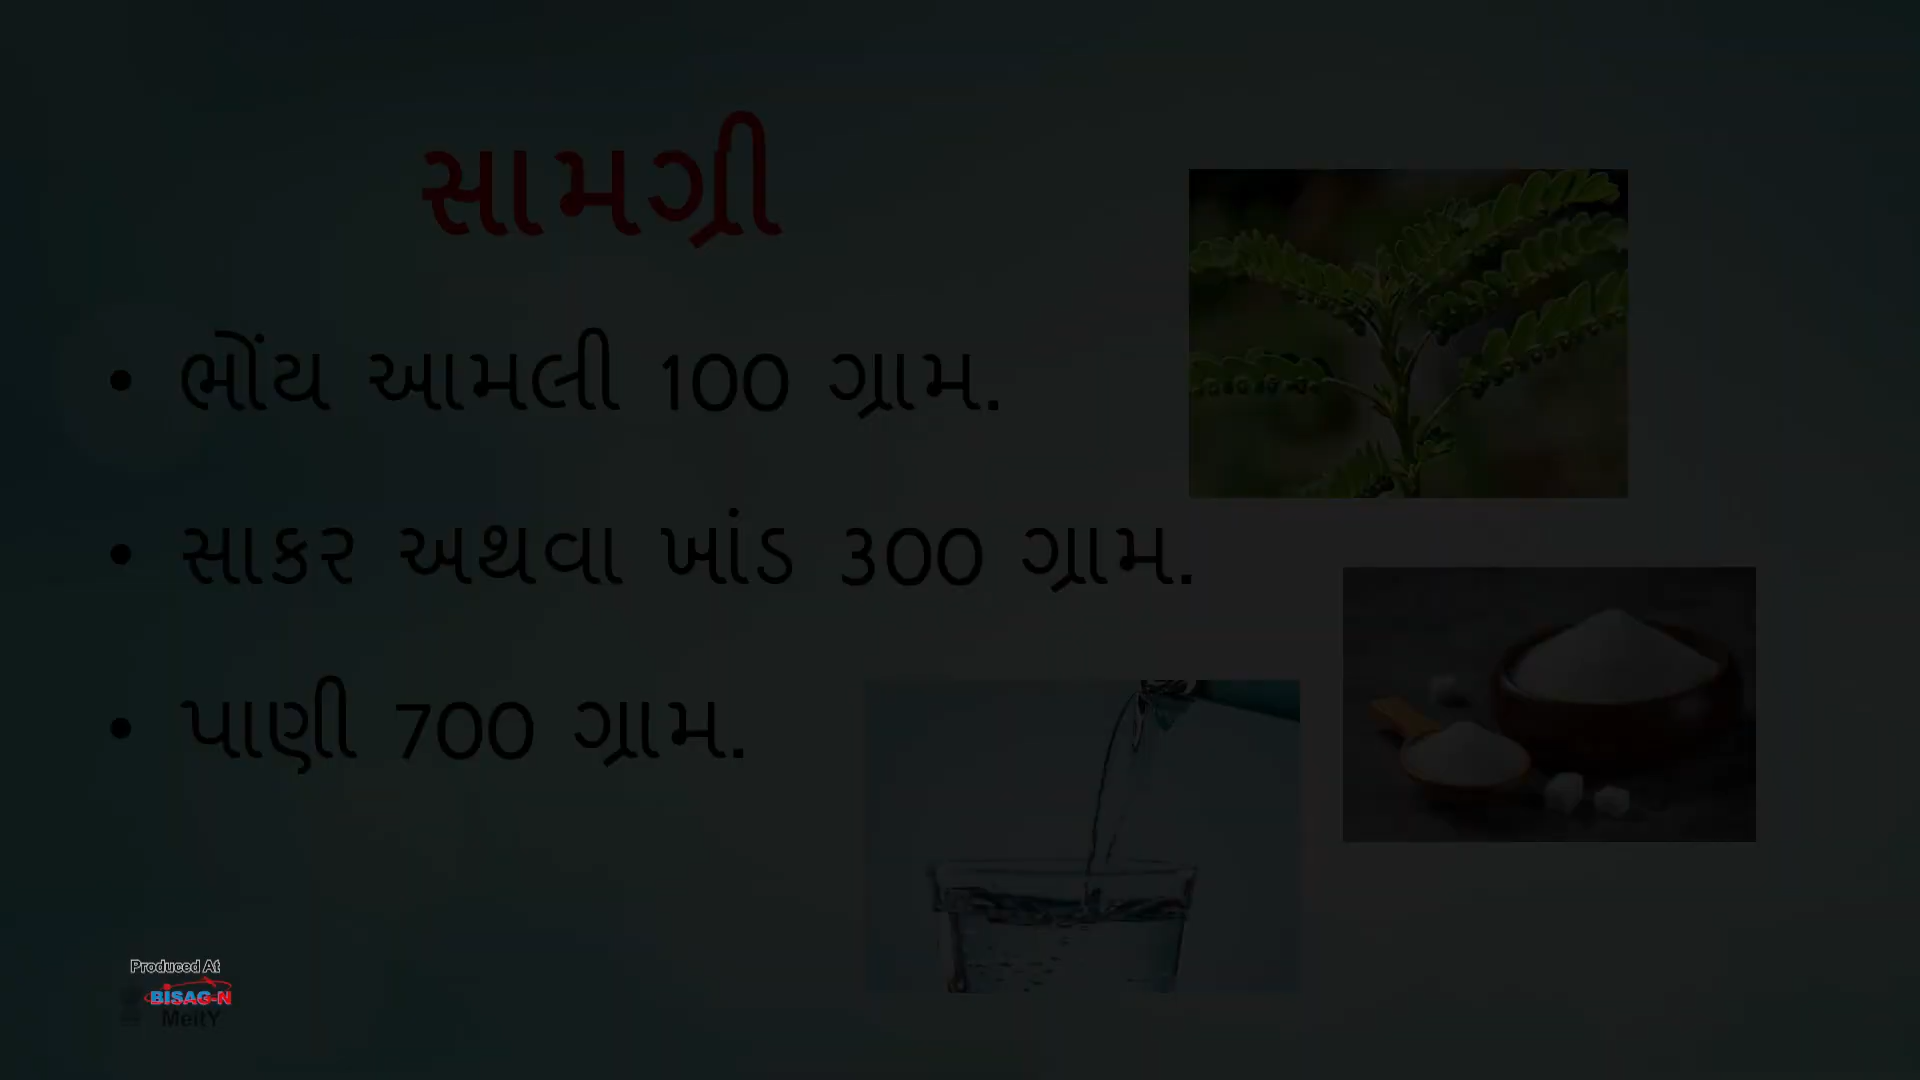 સામગ્રી
• ભોંય આમલી 100 ગ્રામ.
• સાકર અથવા ખાંડ 300 ગ્રામ.
• પાણી 700 ગ્રામ.
Produced At
BISAG-N
MeitY